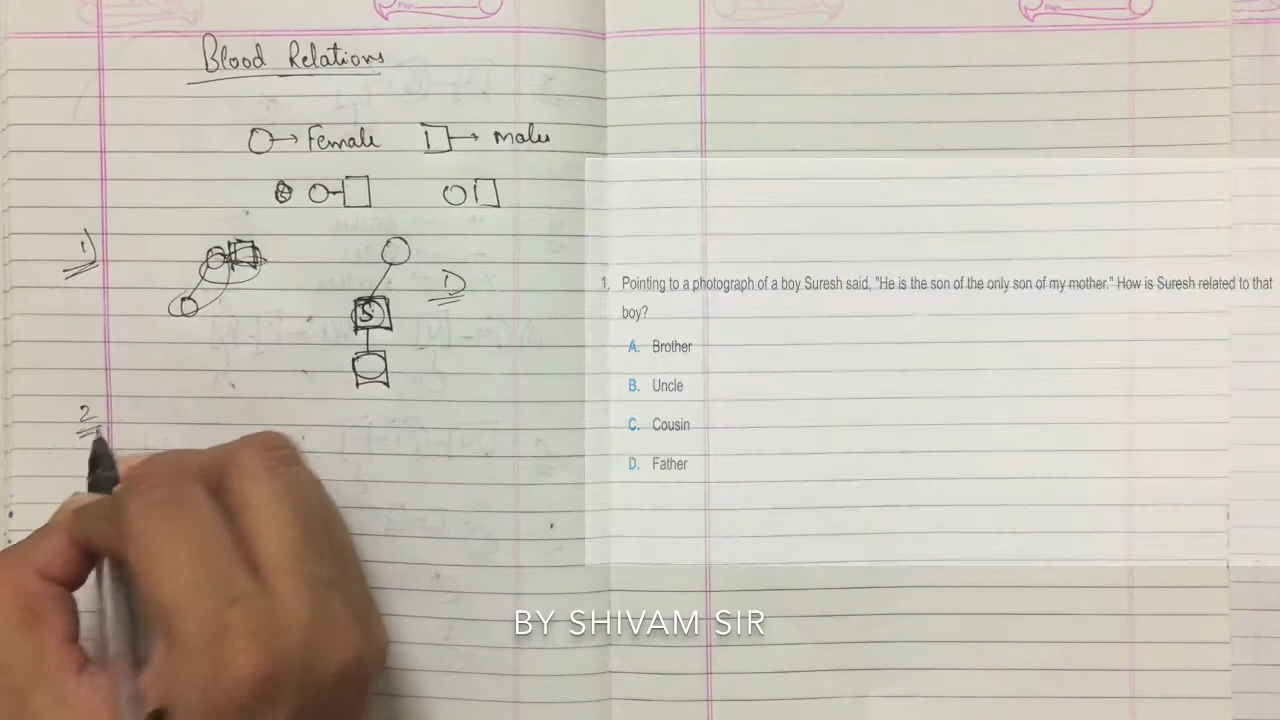 Blood Relations
Female
Male
1)
S
D
2
1. Pointing to a photograph of a boy Suresh said, "He is the son of the only son of my mother." How is Suresh related to that
boy?
A. Brother
B. Uncle
C. Cousin
D. Father
BY SHIVAM SIR